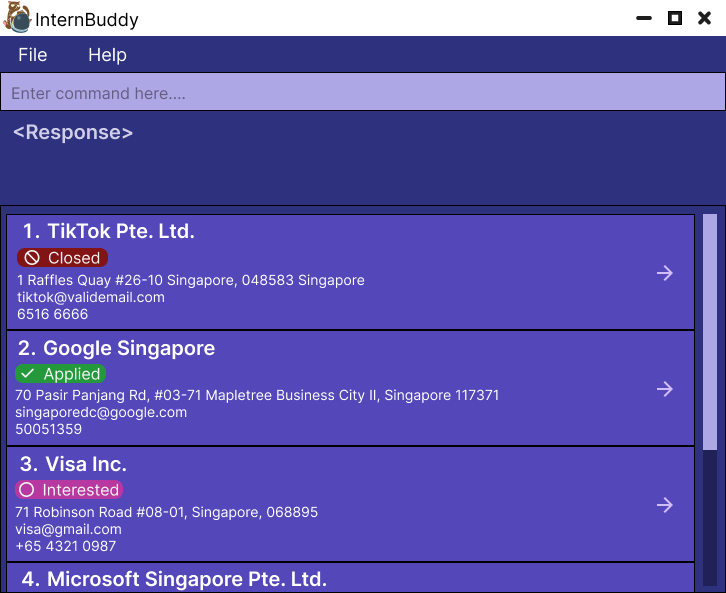 InternBuddy
File Help
Enter command here....
<Response>
1. TikTok Pte. Ltd.
Closed
1 Raffles Quay #26-10 Singapore, 048583 Singapore
tiktok@validemail.com
6516 6666
2. Google Singapore
Applied
70 Pasir Panjang Rd, #03-71 Mapletree Business City II, Singapore 117371
singaporedc@google.com
50051359
3. Visa Inc.
Interested
71 Robinson Road #08-01, Singapore, 068895
visa@gmail.com
+65 4321 0987
4. Microsoft Singapore Pte. Ltd.